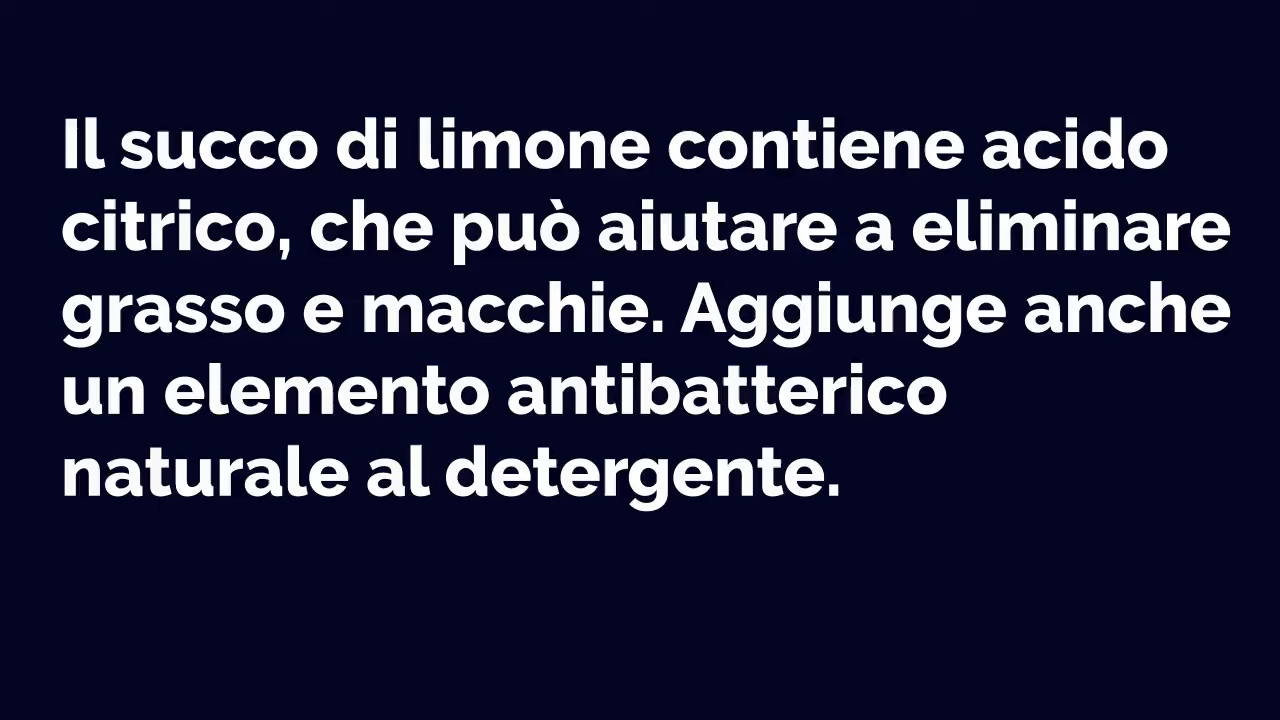 Il succo di limone contiene acido
citrico, che può aiutare a eliminare
grasso e macchie. Aggiunge anche
un elemento antibatterico
naturale al detergente.